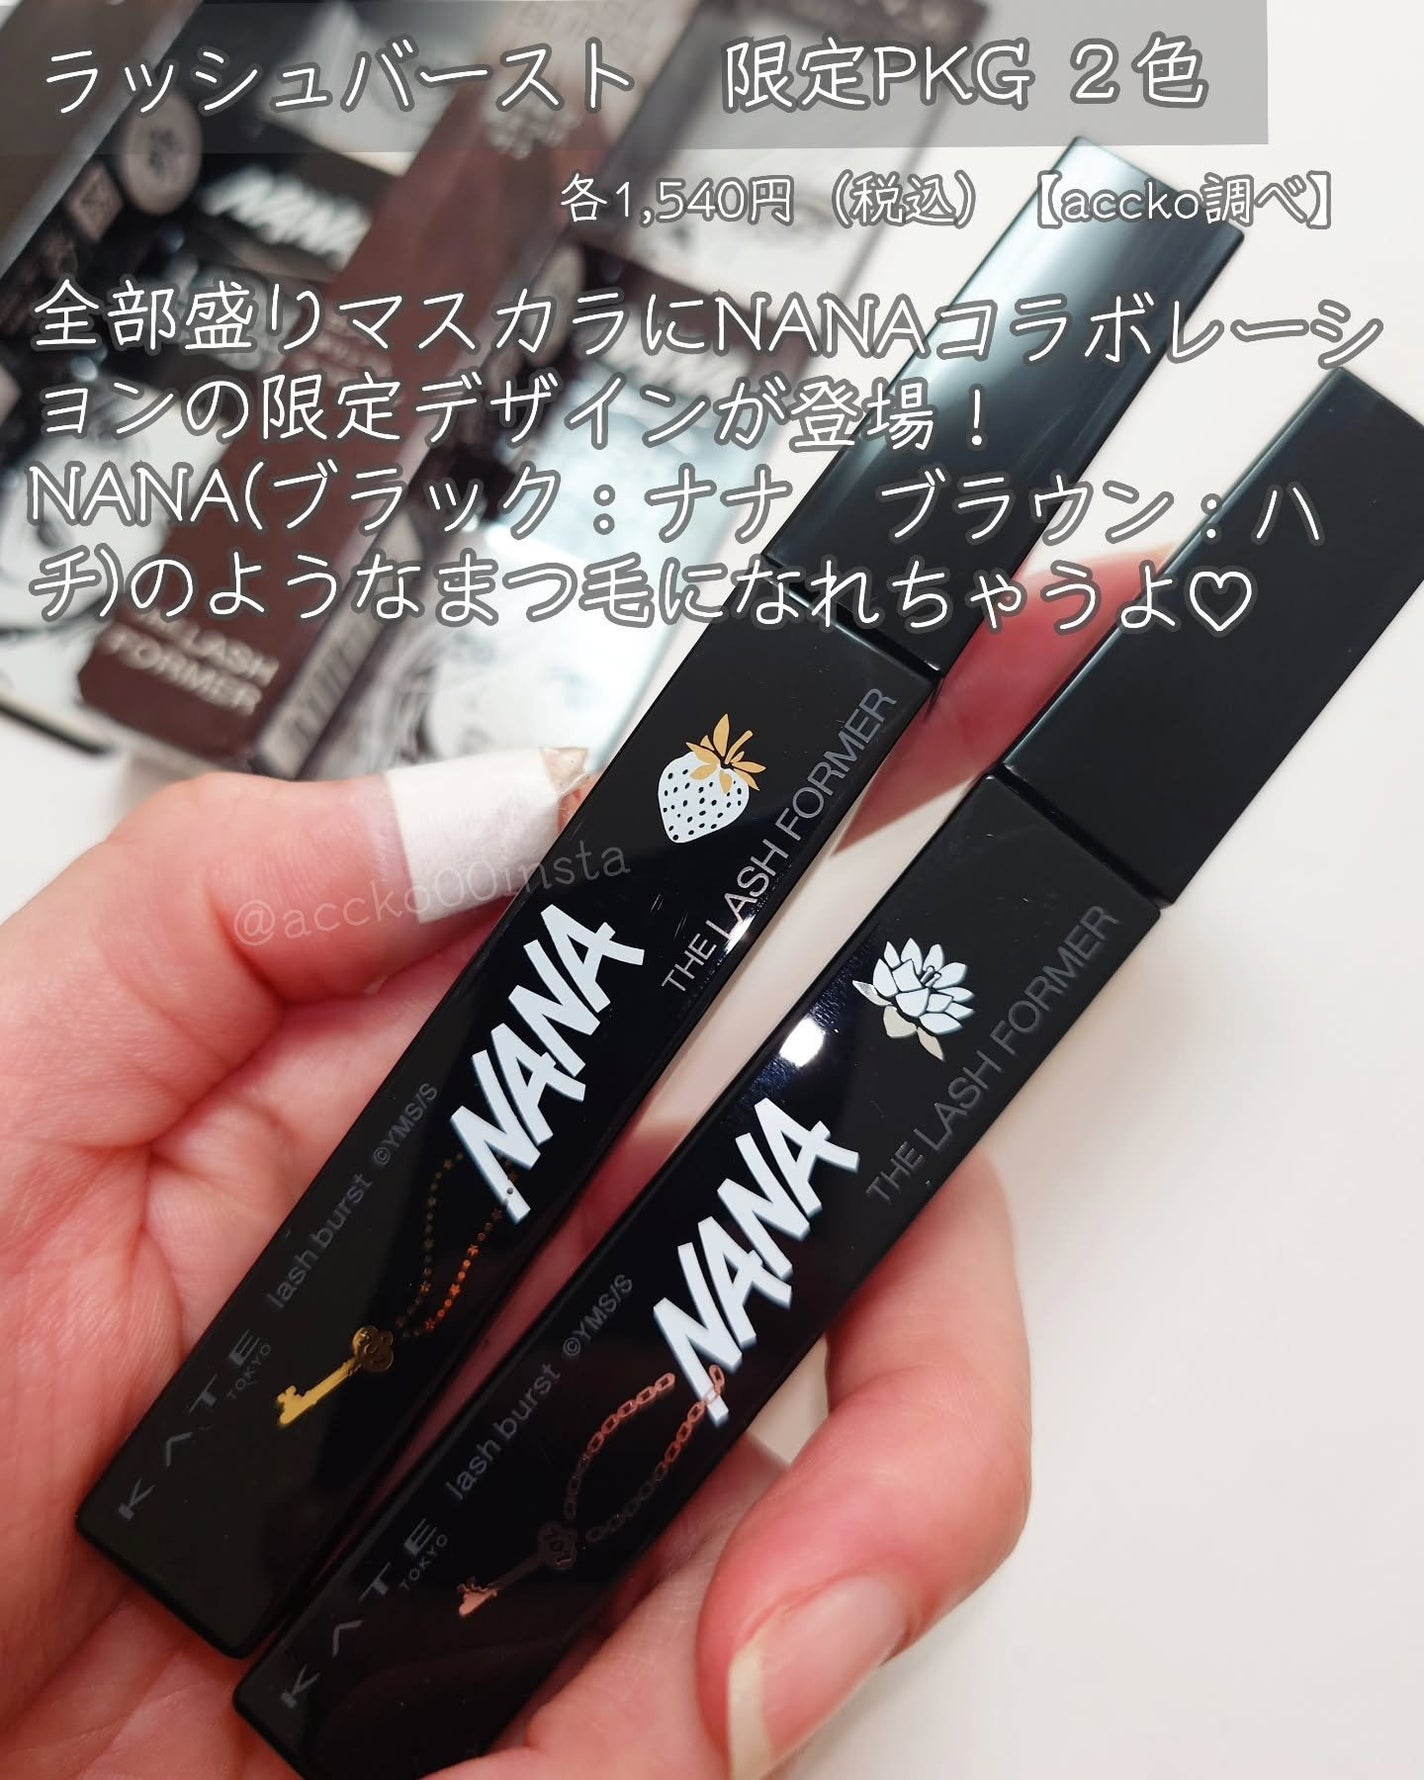 ラッシュバースト　限定PKG 2色
各1,540円（税込）【accko調べ】
全部盛りマスカラにNANAコラボレーシ
ョンの限定デザインが登場！
NANA(ブラック：ナナ　ブラウン：ハ
チ)のようなまつ毛になれちゃうよ♡
NANA
LASH
FORMER
@accko00insta
THE LASH FORMER
NANA
lash burst ©YMS/S
KATE
TOKYO
THE LASH FORMER
NANA
lash burst ©YMS/S
KATE
TOKYO